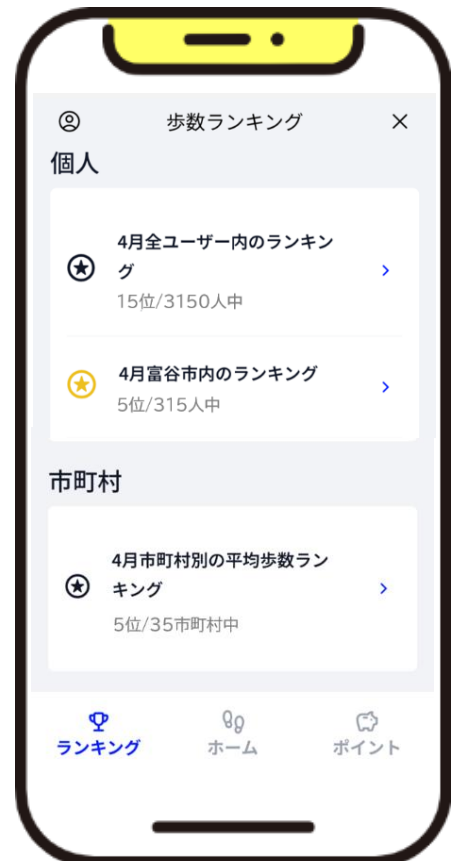 歩数ランキング
個人
4月全ユーザー内のランキン
グ
15位/3150人中
4月富谷市内のランキング
5位/315人中
市町村
4月市町村別の平均歩数ラン
キング
5位/35市町村中
ランキング ホーム ポイント